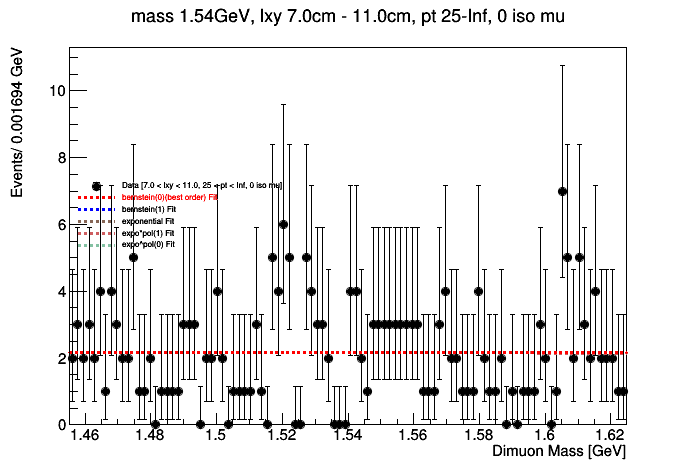 mass 1.54GeV, lxy 7.0cm - 11.0cm, pt 25-Inf, 0 iso mu
Events/ 0.001694 GeV
10
8
6
4
2
0
Data [7.0 < lxy < 11.0, 25 < pt < Inf, 0 iso mu]
bernstein(0)(best order) Fit
bernstein(1) Fit
exponential Fit
expo*pol(1) Fit
expo^pol(0) Fit
1.46 1.48 1.5 1.52 1.54 1.56 1.58 1.6 1.62
Dimuon Mass [GeV]